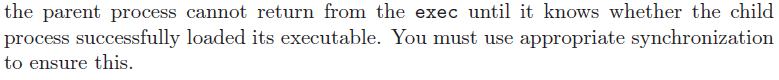 the parent process cannot return from the exec until it knows whether the child
process successfully loaded its executable. You must use appropriate synchronization
to ensure this.